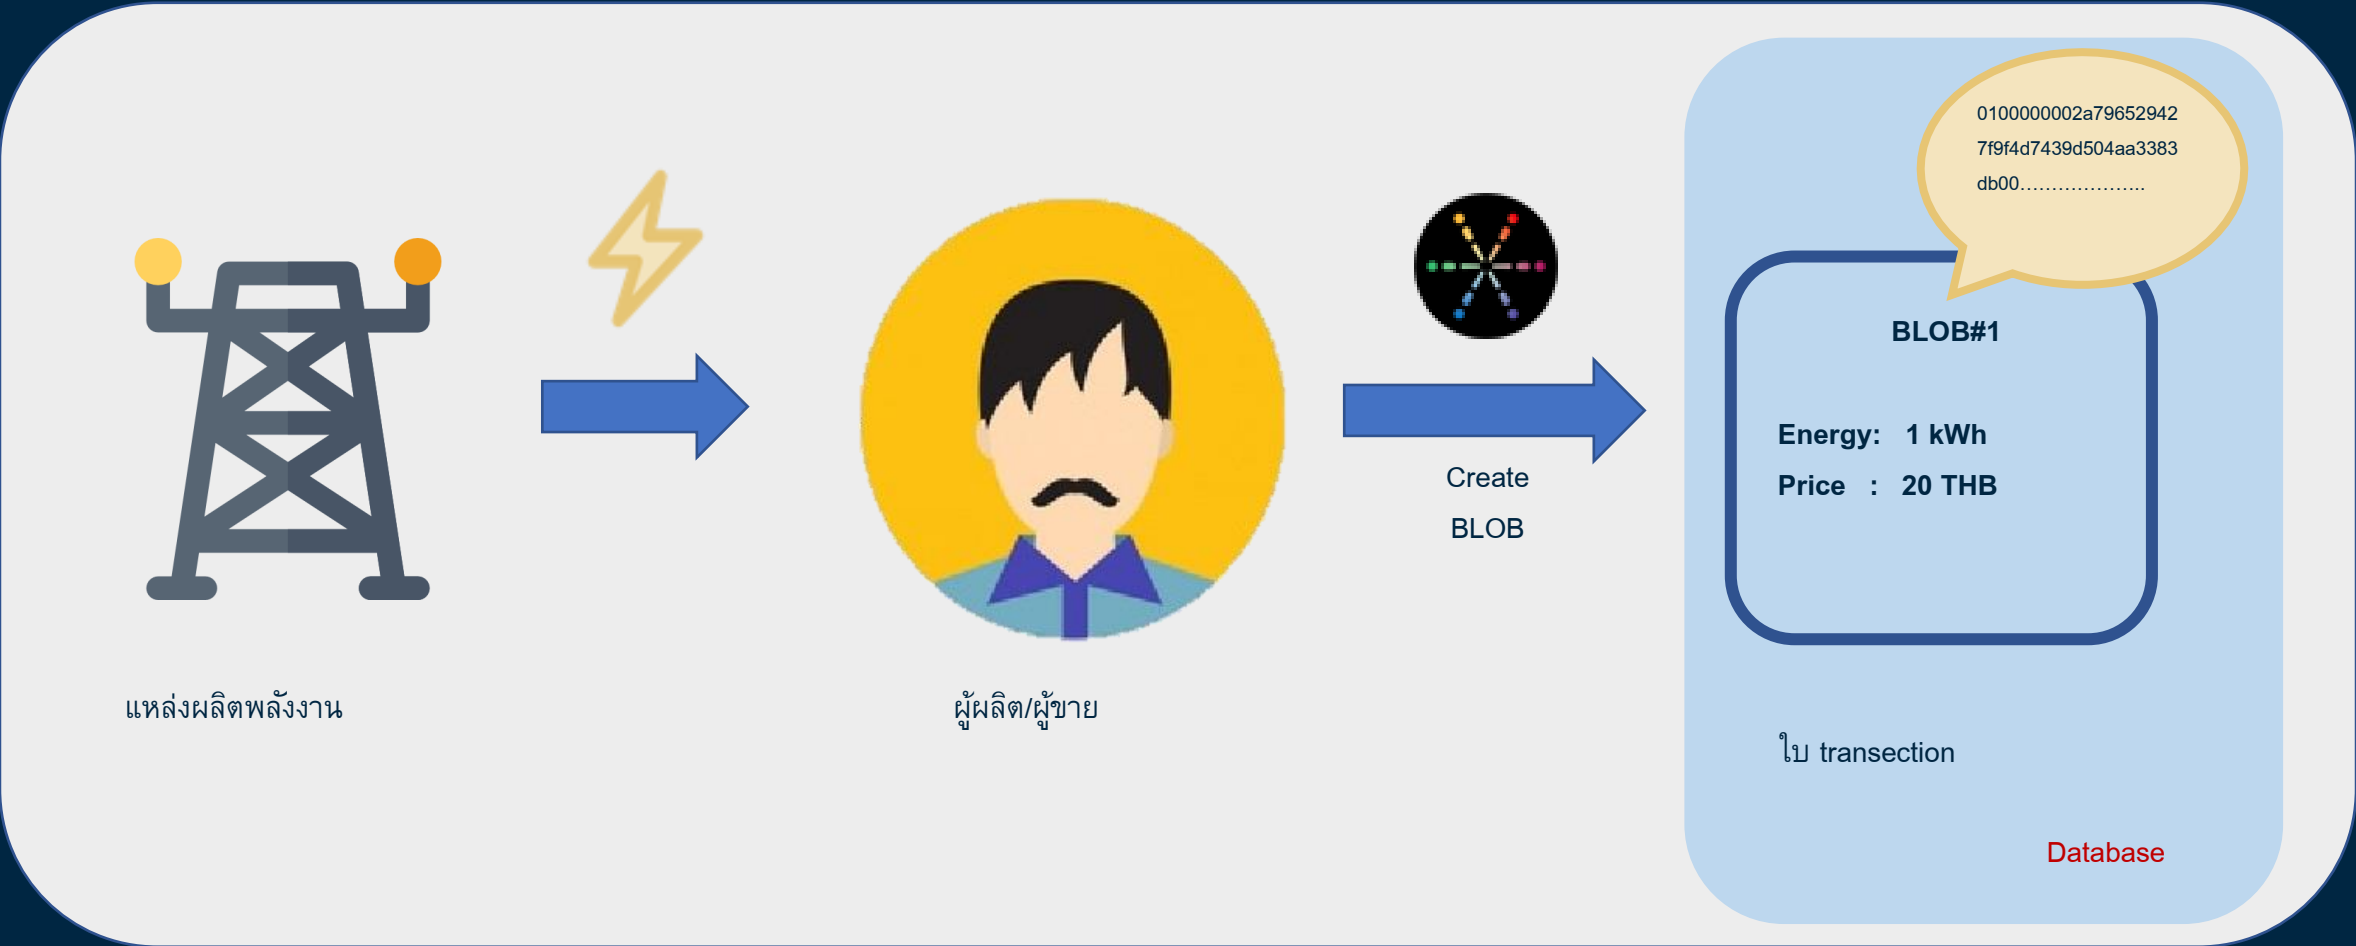 แหล่งผลิตพลังงาน
ผู้ผลิต/ผู้ขาย
Create
BLOB
0100000002a79652942
7f9f4d7439d504aa3383
db00………………..
BLOB#1
Energy: 1 kWh
Price : 20 THB
ใบ transection
Database